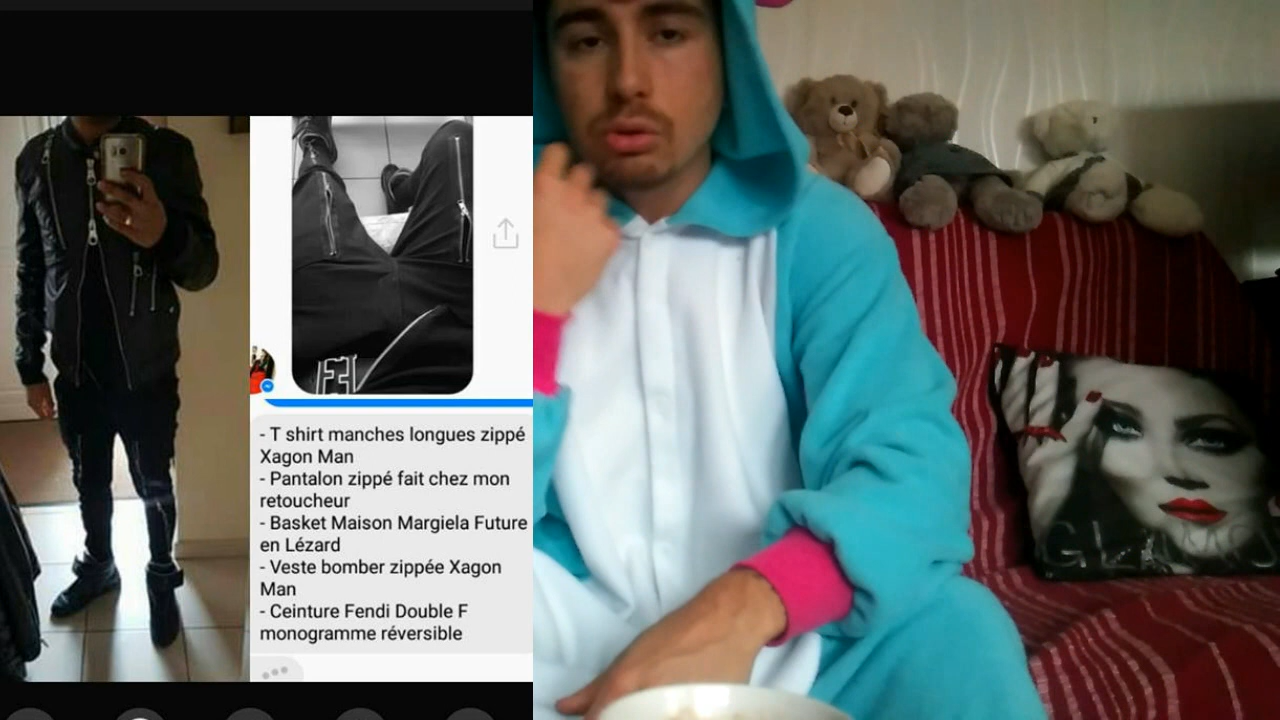 - T shirt manches longues zippé
Xagon Man
- Pantalon zippé fait chez mon
retoucheur
- Basket Maison Margiela Future
en Lézard
- Veste bomber zippée Xagon
Man
- Ceinture Fendi Double F
monogramme réversible